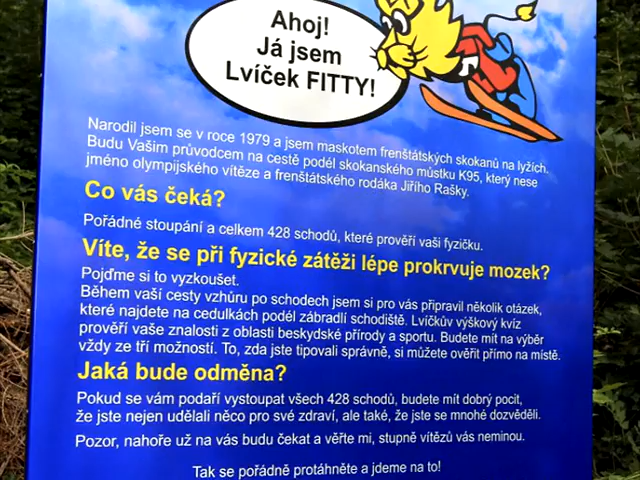 Ahoj!
Já jsem
Lvíček FITTY!
Narodil jsem se v roce 1979 a jsem maskotem frenštátských skokanů na lyžích.
Budu Vašim průvodcem na cestě podél skokanského můstku K95, který nese
jméno olympijského vítěze a frenštátského rodáka Jiřího Rašky.
Co vás čeká?
Pořádné stoupání a celkem 428 schodů, které prověří vaši fyzičku.
Víte, že se při fyzické zátěži lépe prokrvuje mozek?
Pojďme si to vyzkoušet.
Během vaší cesty vzhůru po schodech jsem si pro vás připravil několik otázek,
které najdete na cedulkách podél zábradlí schodiště. Lvíčkův výškový kvíz
prověří vaše znalosti z oblasti beskydské přírody a sportu. Budete mít na výběr
vždy ze tří možností. To, zda jste tipovali správně, si můžete ověřit přímo na místě.
Jaká bude odměna?
Pokud se vám podaří vystoupat všech 428 schodů, budete mít dobrý pocit,
že jste nejen udělali něco pro své zdraví, ale také, že jste se mnohé dozvěděli.
Pozor, nahoře už na vás budu čekat a věřte mi, stupně vítězů vás neminou.
Tak se pořádně protáhněte a jdeme na to!